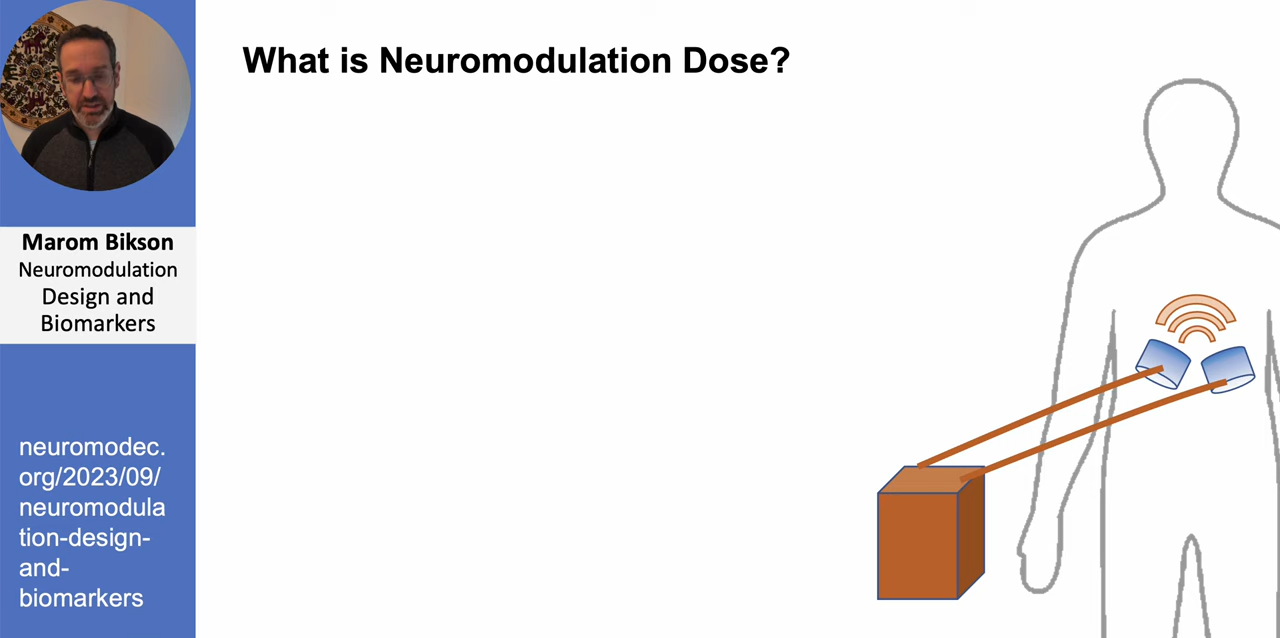 What is Neuromodulation Dose?
Marom Bikson
Neuromodulation
Design and
Biomarkers
neuromodec.
org/2023/09/
neuromodula
tion-design-
and-
biomarkers